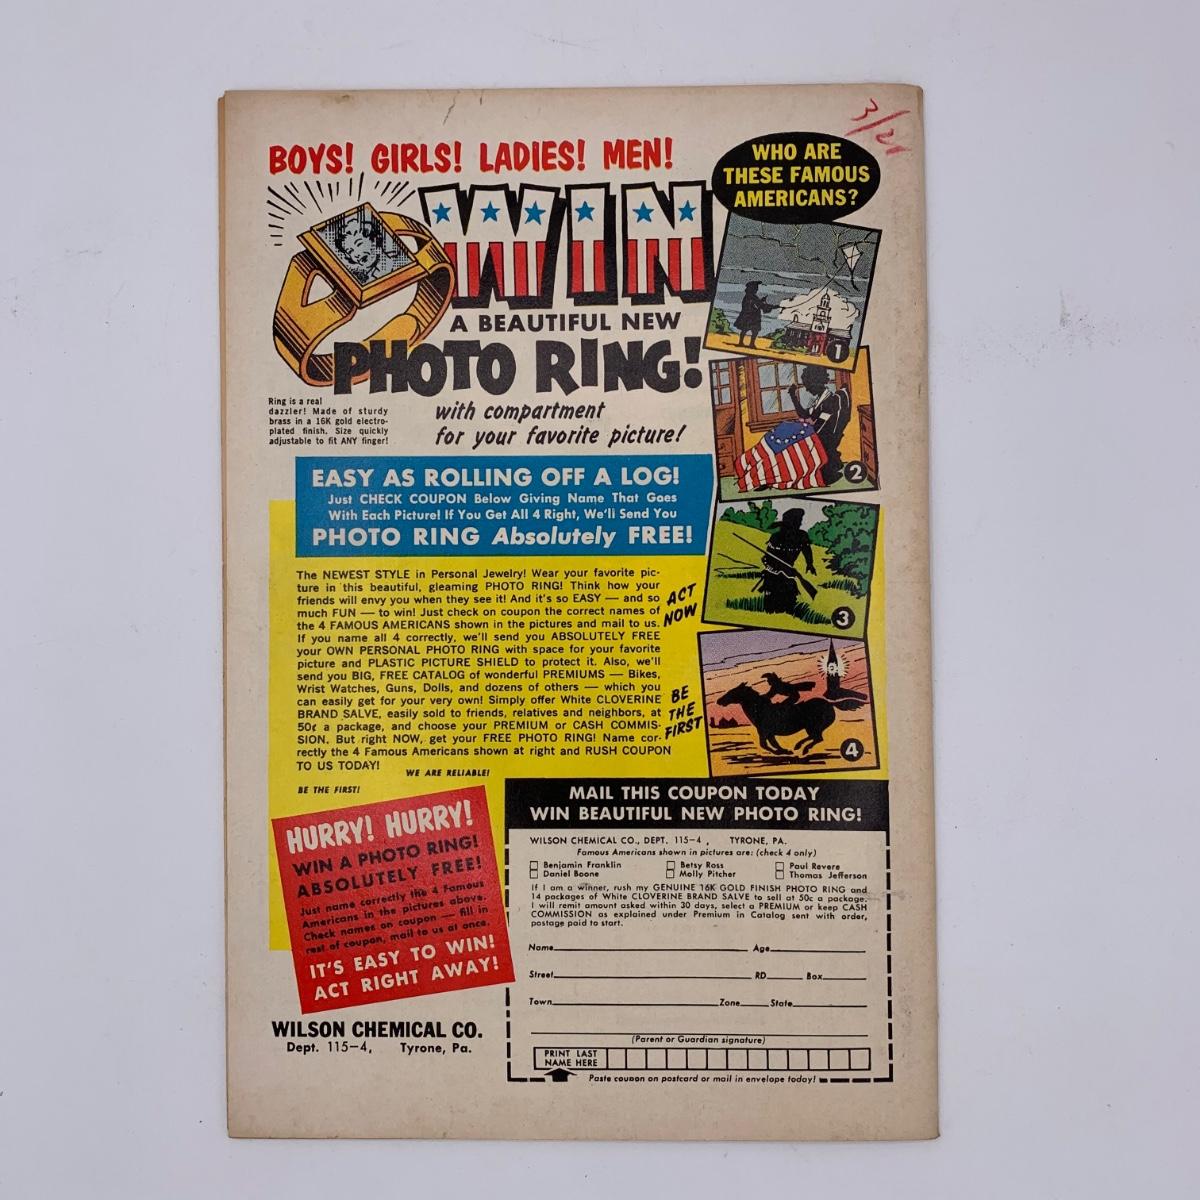 3/2
BOYS! GIRLS! LADIES! MEN!
WIN
A BEAUTIFUL NEW
PHOTO RING!
with compartment
for your favorite picture!
Ring is a real
dazzler! Made of sturdy
brass in a 16K gold electro-
plated finish. Size quickly
adjustable to fit ANY finger!
WHO ARE
THESE FAMOUS
AMERICANS?
1
2
3
4
EASY AS ROLLING OFF A LOG!
Just CHECK COUPON Below Giving Name That Goes
With Each Picture! If You Get All 4 Right, We'll Send You
PHOTO RING Absolutely FREE!
The NEWEST STYLE in Personal Jewelry! Wear your favorite pic-
ture in this beautiful, gleaming PHOTO RING! Think how your
friends will envy you when they see it! And it's so EASY — and so
much FUN — to win! Just check on coupon the correct names of
the 4 FAMOUS AMERICANS shown in the pictures and mail to us.
If you name all 4 correctly, we'll send you ABSOLUTELY FREE
your OWN PERSONAL PHOTO RING with space for your favorite
picture and PLASTIC PICTURE SHIELD to protect it. Also, we'll
send you BIG, FREE CATALOG of wonderful PREMIUMS — Bikes,
Wrist Watches, Guns, Dolls, and dozens of others — which you
can easily get for your very own! Simply offer White CLOVERINE
BRAND SALVE, easily sold to friends, relatives and neighbors, at
50¢ a package, and choose your PREMIUM or CASH COMMIS-
SION. But right NOW, get your FREE PHOTO RING! Name cor-
rectly the 4 Famous Americans shown at right and RUSH COUPON
TO US TODAY!
WE ARE RELIABLE!
BE THE FIRST!
ACT
NOW
BE
THE
FIRST
HURRY! HURRY!
WIN A PHOTO RING!
ABSOLUTELY FREE!
Just name correctly the 4 Famous
Americans in the pictures above.
Check names on coupon — fill in
rest of coupon, mail to us at once.
IT'S EASY TO WIN!
ACT RIGHT AWAY!
WILSON CHEMICAL CO.
Dept. 115-4, Tyrone, Pa.
MAIL THIS COUPON TODAY
WIN BEAUTIFUL NEW PHOTO RING!
WILSON CHEMICAL CO., DEPT. 115-4 , TYRONE, PA.
Famous Americans shown in pictures are: (check 4 only)
Benjamin Franklin Betsy Ross Paul Revere
Daniel Boone Molly Pitcher Thomas Jefferson
If I am a winner, rush my GENUINE 16K GOLD FINISH PHOTO RING and
14 packages of White CLOVERINE BRAND SALVE to sell at 50c a package.
I will remit amount asked within 30 days, select a PREMIUM or keep CASH
COMMISSION as explained under Premium in Catalog sent with order,
postage paid to start.
Name Age
Street RD Box
Town Zone State
(Parent or Guardian signature)
PRINT LAST
NAME HERE
Paste coupon on postcard or mail in envelope today!